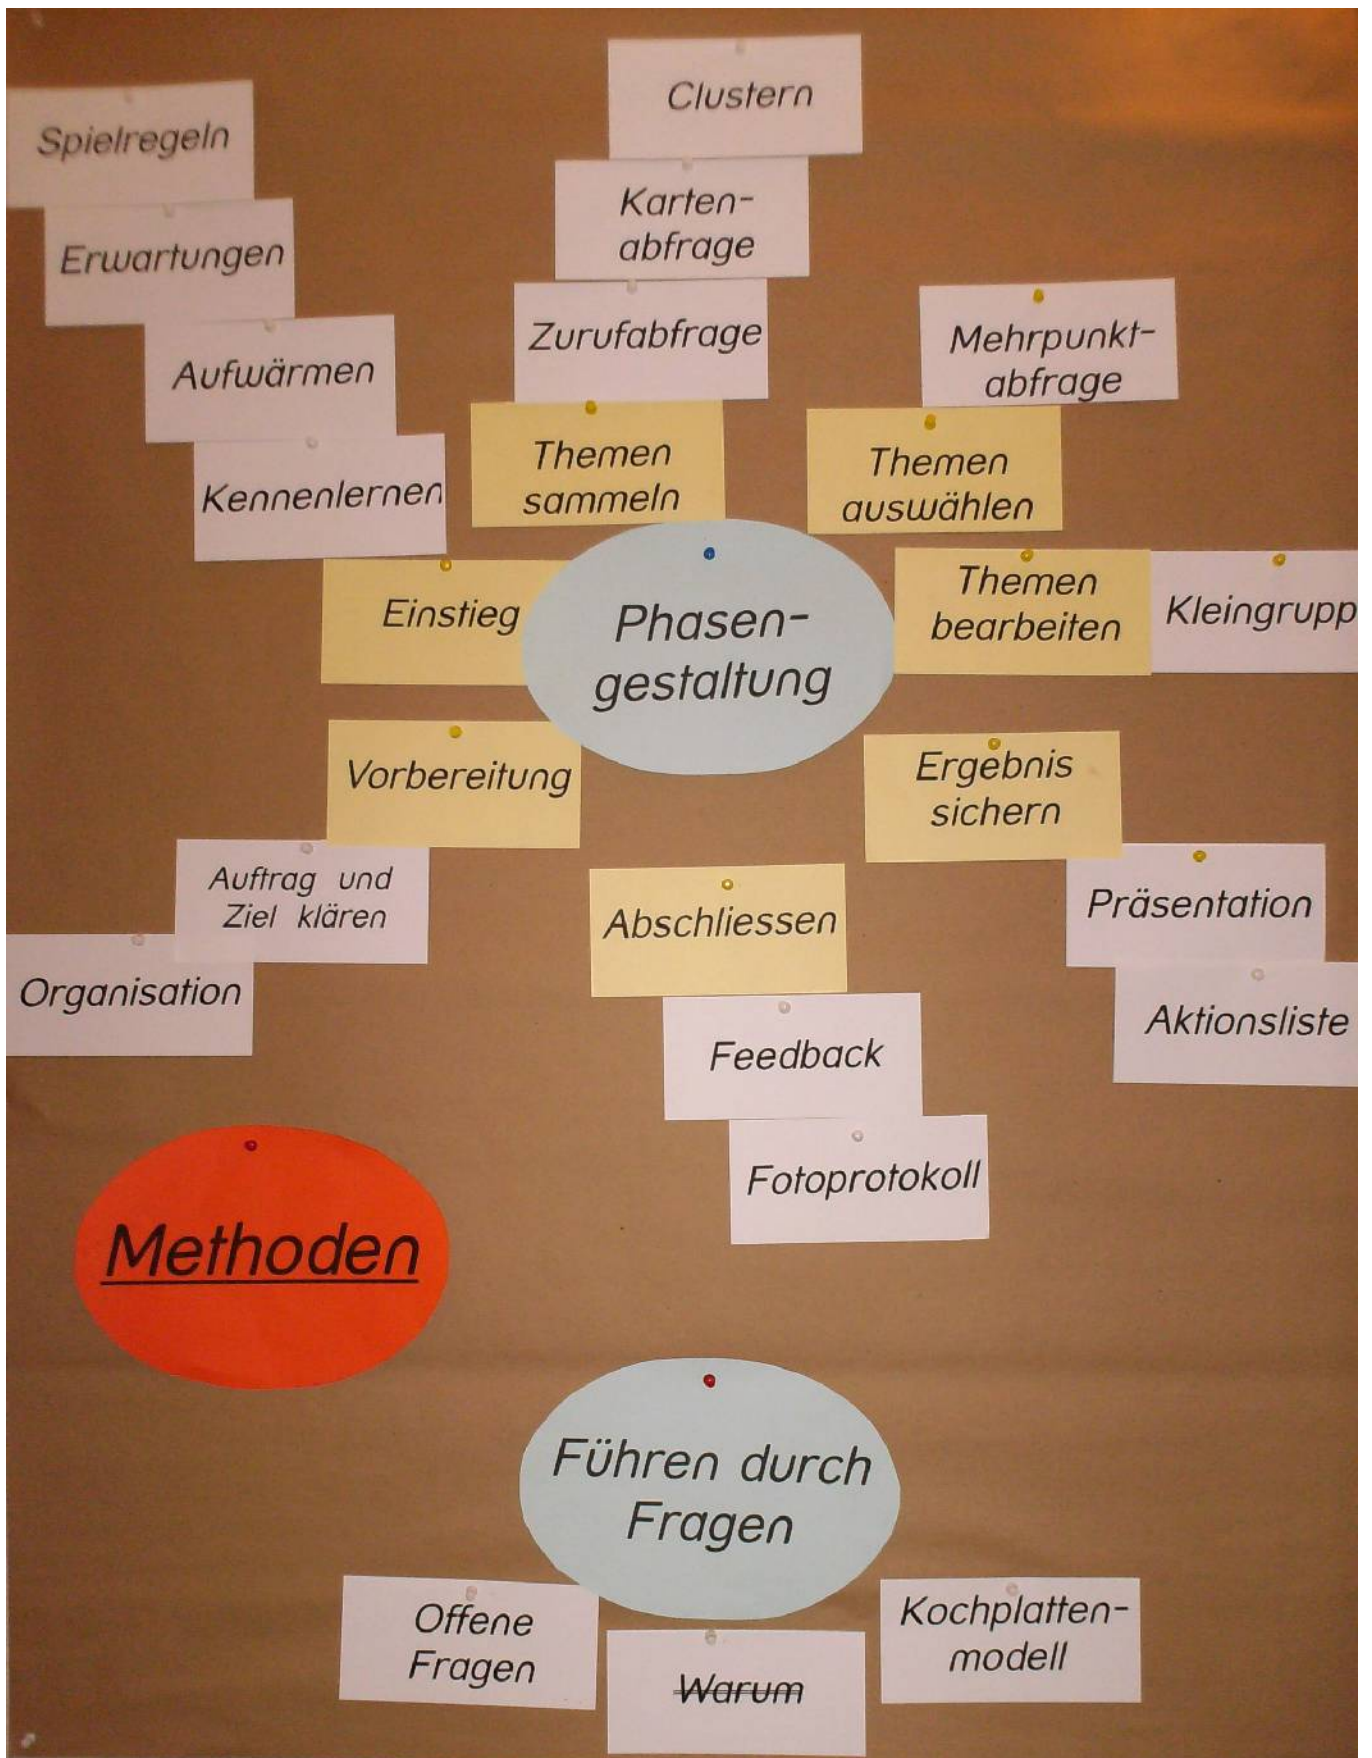 Clustern
Spielregeln
Karten-
abfrage
Erwartungen
Zurufabfrage
Mehrpunkt-
abfrage
Aufwärmen
Themen
sammeln
Themen
auswählen
Kennenlernen
Einstieg
Phasen-
gestaltung
Themen
bearbeiten
Kleingrupp
Vorbereitung
Ergebnis
sichern
Auftrag und
Ziel klären
Abschliessen
Präsentation
Organisation
Aktionsliste
Feedback
Fotoprotokoll
Methoden
Führen durch
Fragen
Offene
Fragen
Warum
Kochplatten-
modell